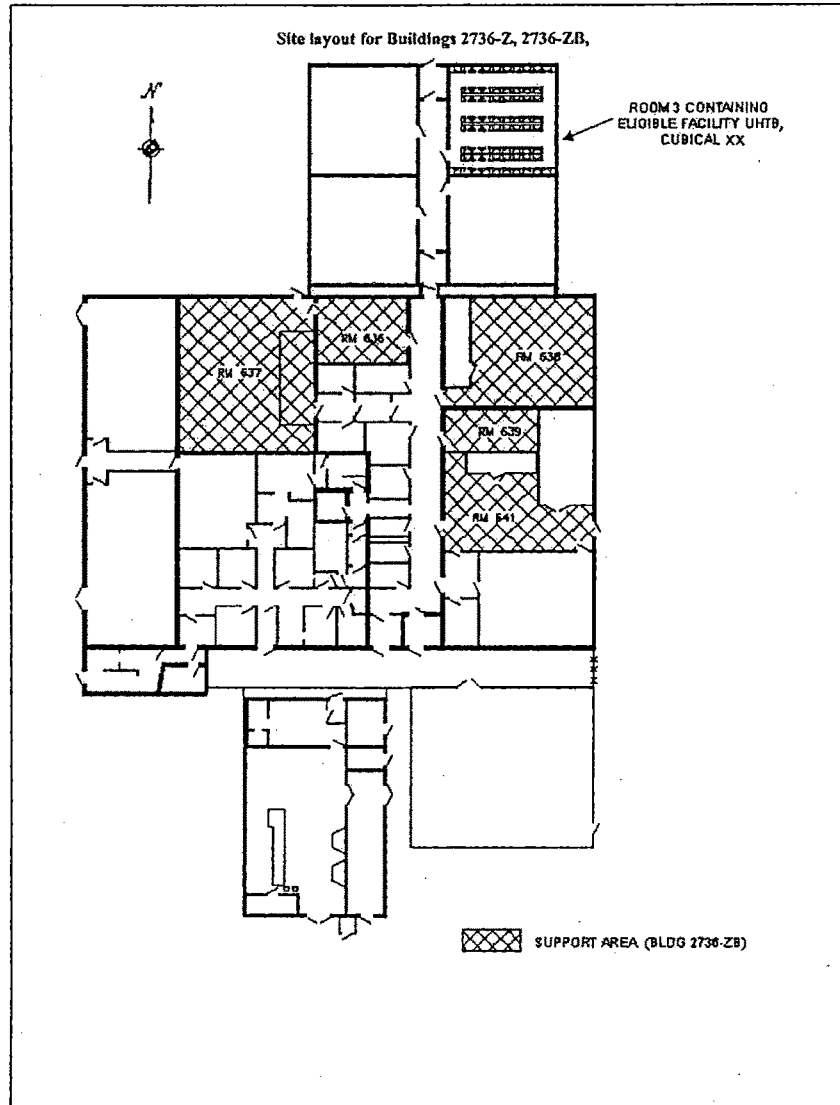 Site layout for Buildings 2736-Z, 2736-ZB,
N
ROOM 3 CONTAINING
ELIGIBLE FACILITY UHTB,
CUBICAL XX
RM 636
RM 637
RM 638
RM 639
RM 641
SUPPORT AREA (BLDG 2736-ZB)